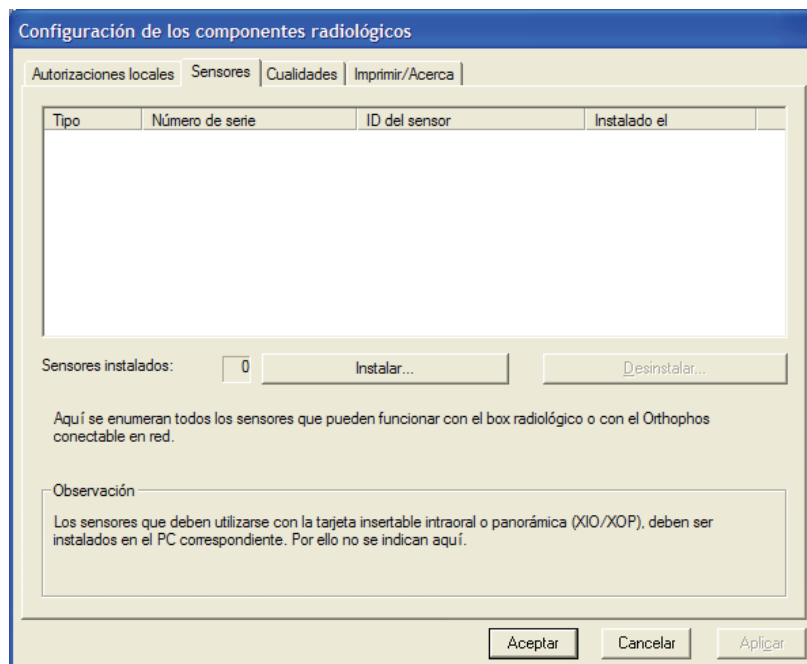 Configuración de los componentes radiológicos
Autorizaciones locales Sensores Cualidades Imprimir/Acerca
Tipo Número de serie ID del sensor Instalado el
Sensores instalados: 0 Instalar... Desinstalar...
Aquí se enumeran todos los sensores que pueden funcionar con el box radiológico o con el Orthophos
conectable en red.
Observación
Los sensores que deben utilizarse con la tarjeta insertable intraoral o panorámica (XIO/XOP), deben ser
instalados en el PC correspondiente. Por ello no se indican aquí.
Aceptar Cancelar Aplicar